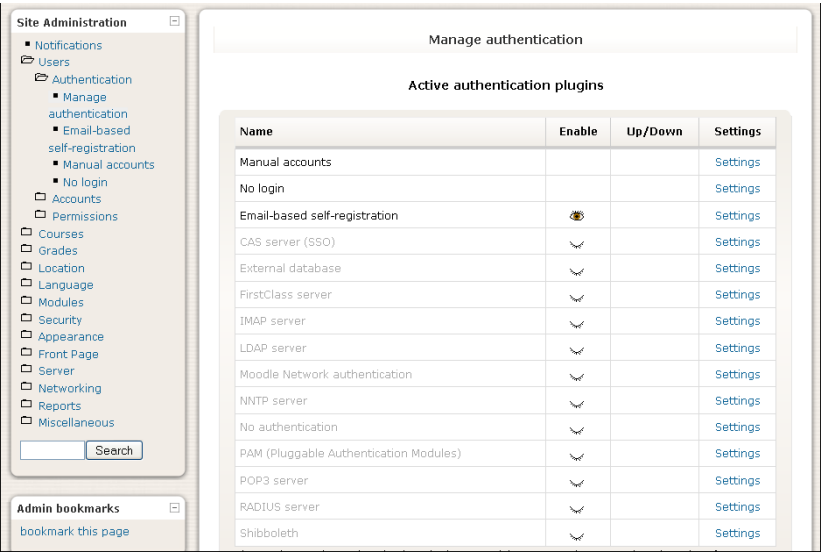 Site Administration
Notifications
Users
Authentication
Manage
authentication
Email-based
self-registration
Manual accounts
No login
Accounts
Permissions
Courses
Grades
Location
Language
Modules
Security
Appearance
Front Page
Server
Networking
Reports
Miscellaneous
Search
Admin bookmarks
bookmark this page
Manage authentication
Active authentication plugins
Name Enable Up/Down Settings
Manual accounts Settings
No login Settings
Email-based self-registration Settings
CAS server (SSO) Settings
External database Settings
FirstClass server Settings
IMAP server Settings
LDAP server Settings
Moodle Network authentication Settings
NNTP server Settings
No authentication Settings
PAM (Pluggable Authentication Modules) Settings
POP3 server Settings
RADIUS server Settings
Shibboleth Settings